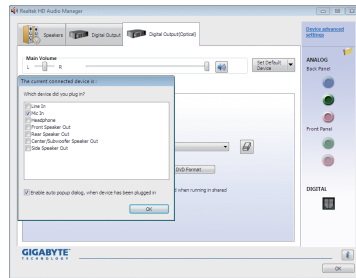 Realtek HD Audio Manager
Speakers
Digital Output
Digital Output(Optical)
Device advanced
settings
Main Volume
L
R
Set Default
Device
ANALOG
Back Panel
The current connected device is :
Which device did you plug in?
Line In
Mic In
Headphone
Front Speaker Out
Rear Speaker Out
Center/Subwoofer Speaker Out
Side Speaker Out
Front Panel
DVD Format
d when running in shared
Enable auto popup dialog, when device has been plugged in
OK
DIGITAL
GIGABYTE
TECHNOLOGY
OK